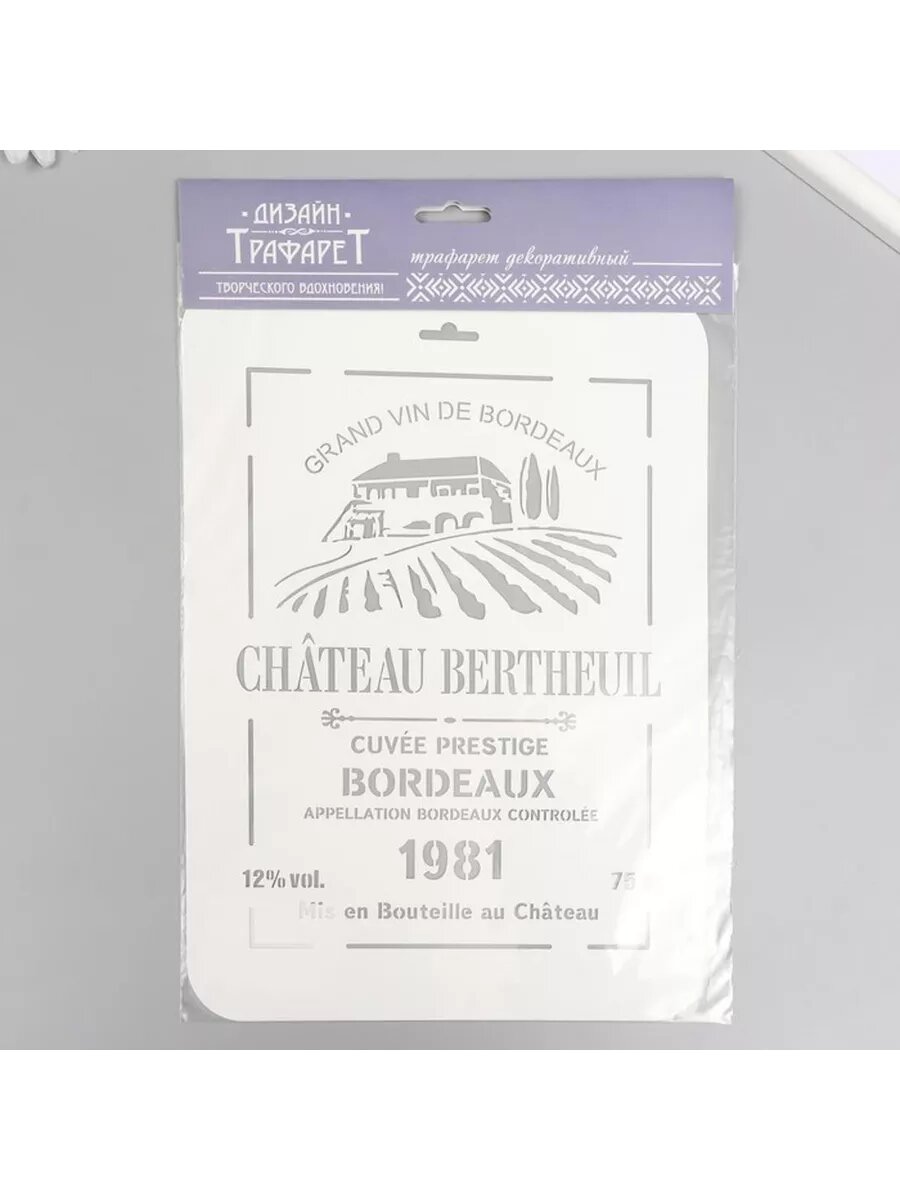 · ДИЗАЙН ·
ТРАФАРЕТ
ТВОРЧЕСКОГО ВДОХНОВЕНИЯ!
трафарет декоративный
GRAND VIN DE BORDEAUX
CHÂTEAU BERTHEUIL
CUVÉE PRESTIGE
BORDEAUX
APPELLATION BORDEAUX CONTROLÉE
1981
12% vol. 75
Mis en Bouteille au Château